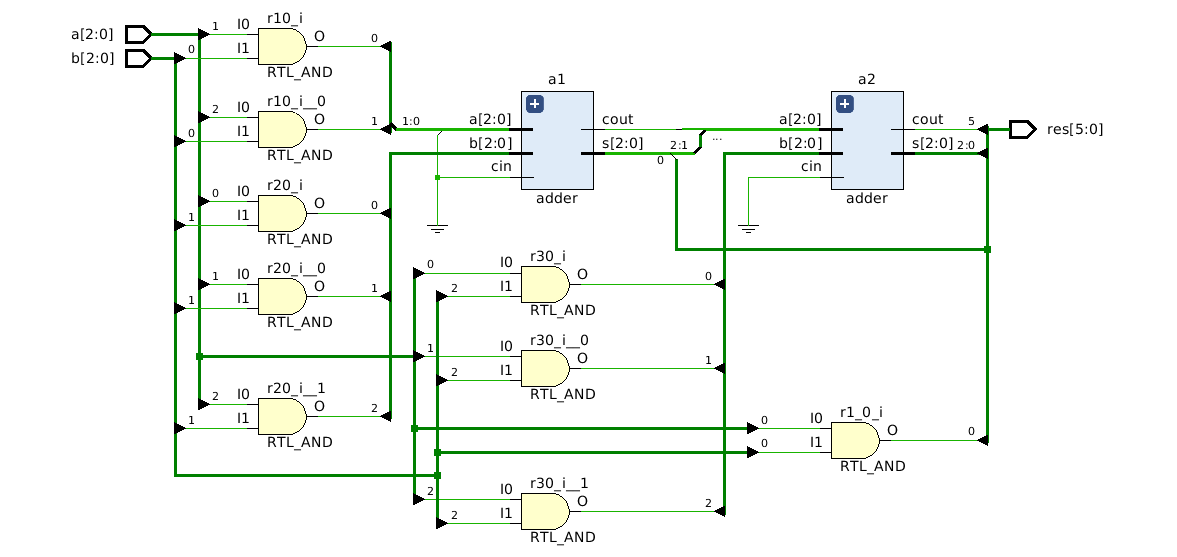 a[2:0]
b[2:0]
r10_i
1 I0 O 0
0 I1
RTL_AND
r10_i__0
2 I0 O 1 1:0
0 I1
RTL_AND
r20_i
0 I0 O 0
1 I1
RTL_AND
r20_i__0
1 I0 O 1
1 I1
RTL_AND
r20_i__1
2 I0 O 2
1 I1
RTL_AND
a1
a[2:0] cout
b[2:0] s[2:0] 2:1 ...
0
cin
adder
a2
a[2:0] cout 5
b[2:0] s[2:0] 2:0
cin
adder
res[5:0]
r30_i
0 I0 O 0
2 I1
RTL_AND
r30_i__0
1 I0 O 1
2 I1
RTL_AND
r1_0_i
0 I0 O 0
0 I1
RTL_AND
r30_i__1
2 I0 O 2
2 I1
RTL_AND